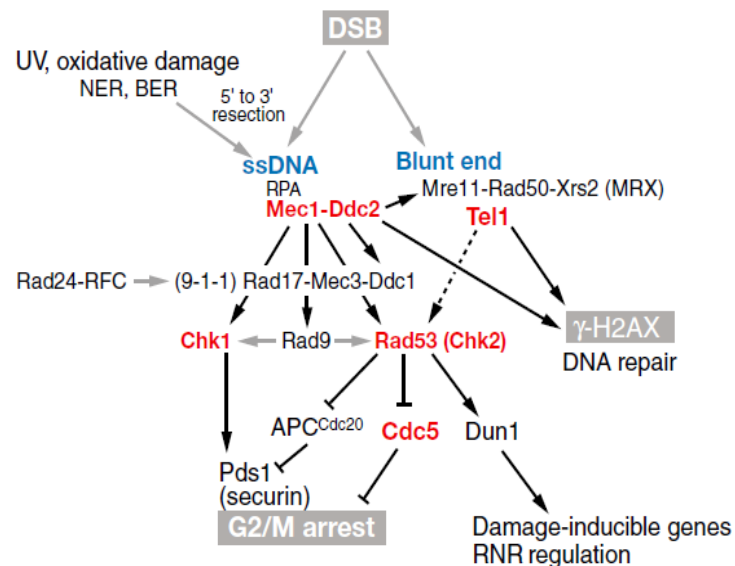 DSB
UV, oxidative damage
NER, BER
5' to 3'
resection
ssDNA
Blunt end
RPA
Mre11-Rad50-Xrs2 (MRX)
Mec1-Ddc2
Tel1
Rad24-RFC
(9-1-1) Rad17-Mec3-Ddc1
γ-H2AX
Chk1
Rad9
Rad53 (Chk2)
DNA repair
APCCdc20
Cdc5
Dun1
Pds1
(securin)
G2/M arrest
Damage-inducible genes
RNR regulation